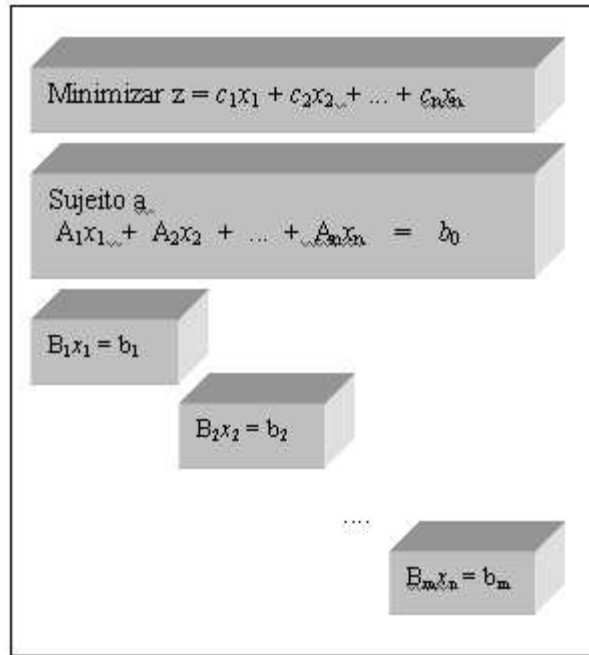 Minimizar z = c₁x₁ + c₂x₂ + ... + cₙxₙ
Sujeito a
A₁x₁ + A₂x₂ + ... + Aₙxₙ = b₀
B₁x₁ = b₁
B₂x₂ = b₂
....
Bₘxₙ = bₘ